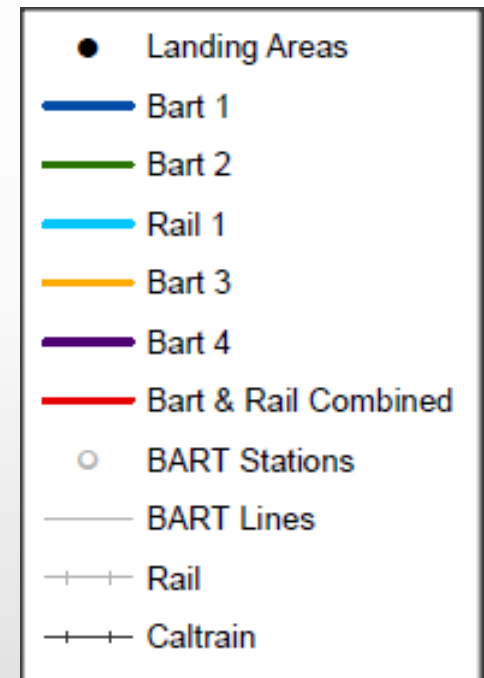 Landing Areas
Bart 1
Bart 2
Rail 1
Bart 3
Bart 4
Bart & Rail Combined
BART Stations
BART Lines
Rail
Caltrain